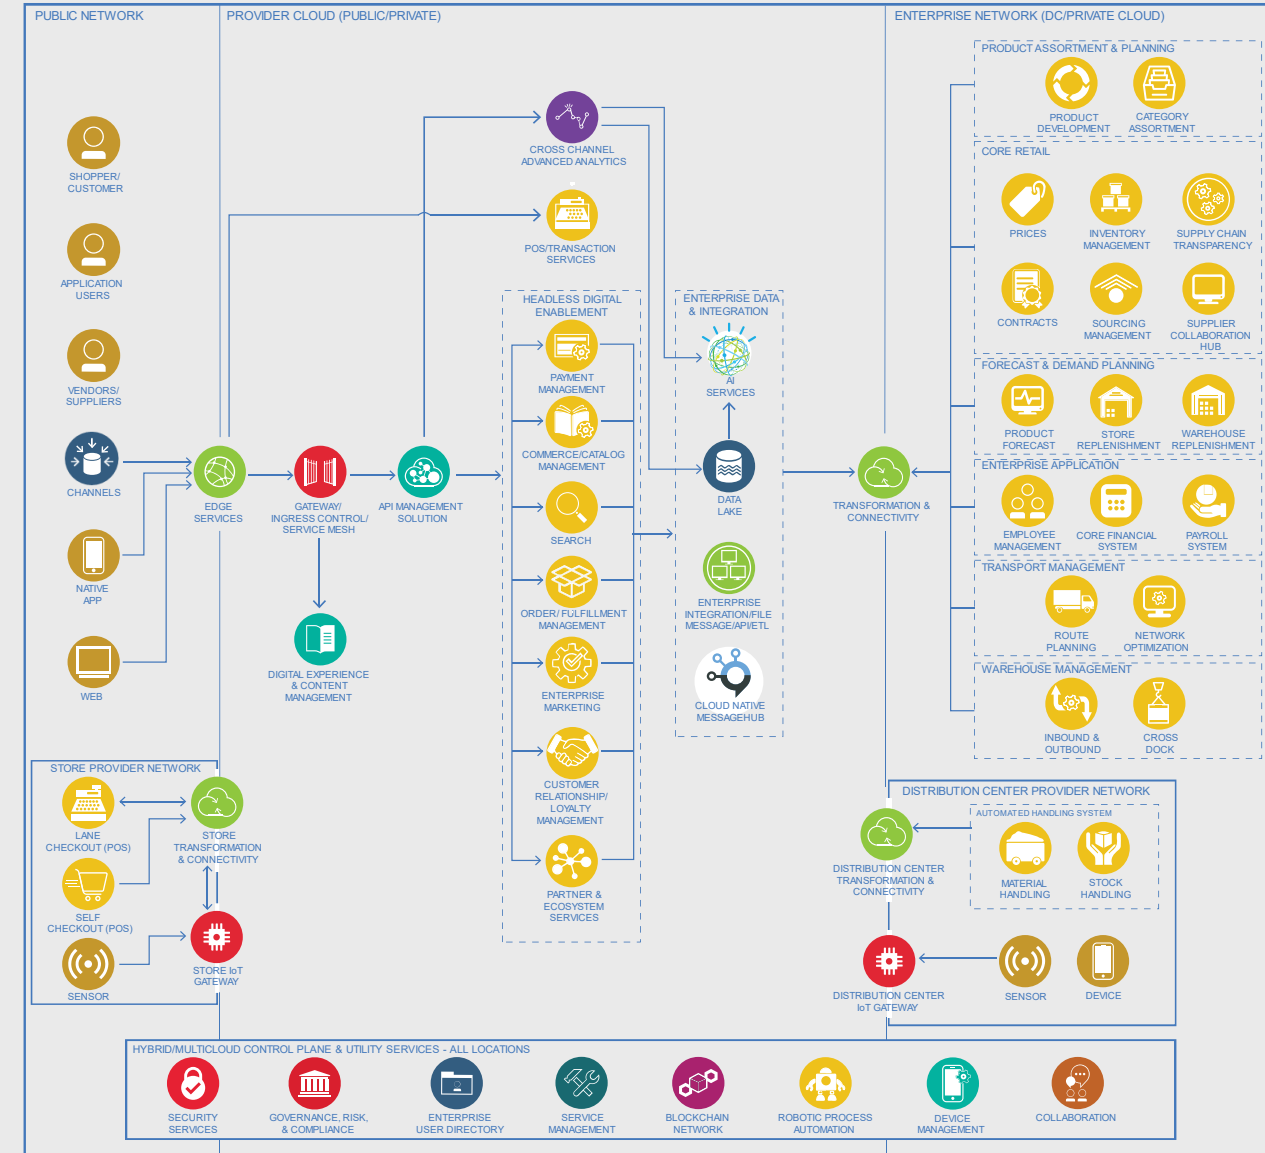 PUBLIC NETWORK
PROVIDER CLOUD (PUBLIC/PRIVATE)
ENTERPRISE NETWORK (DC/PRIVATE CLOUD)
SHOPPER/
CUSTOMER
APPLICATION
USERS
VENDORS/
SUPPLIERS
CHANNELS
NATIVE
APP
WEB
EDGE
SERVICES
GATEWAY/
INGRESS CONTROL/
SERVICE MESH
API MANAGEMENT
SOLUTION
DIGITAL EXPERIENCE
& CONTENT
MANAGEMENT
CROSS CHANNEL
ADVANCED ANALYTICS
POS/TRANSACTION
SERVICES
HEADLESS DIGITAL
ENABLEMENT
PAYMENT
MANAGEMENT
COMMERCE/CATALOG
MANAGEMENT
SEARCH
ORDER/ FULFILLMENT
MANAGEMENT
ENTERPRISE
MARKETING
CUSTOMER
RELATIONSHIP/
LOYALTY
MANAGEMENT
PARTNER &
ECOSYSTEM
SERVICES
ENTERPRISE DATA
& INTEGRATION
AI
SERVICES
DATA
LAKE
ENTERPRISE
INTEGRATION/FILE
MESSAGE/API/ETL
CLOUD NATIVE
MESSAGEHUB
TRANSFORMATION &
CONNECTIVITY
PRODUCT ASSORTMENT & PLANNING
PRODUCT
DEVELOPMENT
CATEGORY
ASSORTMENT
CORE RETAIL
PRICES
INVENTORY
MANAGEMENT
SUPPLY CHAIN
TRANSPARENCY
CONTRACTS
SOURCING
MANAGEMENT
SUPPLIER
COLLABORATION
HUB
FORECAST & DEMAND PLANNING
PRODUCT
FORECAST
STORE
REPLENISHMENT
WAREHOUSE
REPLENISHMENT
ENTERPRISE APPLICATION
EMPLOYEE
MANAGEMENT
CORE FINANCIAL
SYSTEM
PAYROLL
SYSTEM
TRANSPORT MANAGEMENT
ROUTE
PLANNING
NETWORK
OPTIMIZATION
WAREHOUSE MANAGEMENT
INBOUND &
OUTBOUND
CROSS
DOCK
STORE PROVIDER NETWORK
LANE
CHECKOUT (POS)
SELF
CHECKOUT (POS)
SENSOR
STORE
TRANSFORMATION
& CONNECTIVITY
STORE IoT
GATEWAY
DISTRIBUTION CENTER PROVIDER NETWORK
AUTOMATED HANDLING SYSTEM
MATERIAL
HANDLING
STOCK
HANDLING
DISTRIBUTION CENTER
TRANSFORMATION &
CONNECTIVITY
DISTRIBUTION CENTER
IoT GATEWAY
SENSOR
DEVICE
HYBRID/MULTICLOUD CONTROL PLANE & UTILITY SERVICES - ALL LOCATIONS
SECURITY
SERVICES
GOVERNANCE, RISK,
& COMPLIANCE
ENTERPRISE
USER DIRECTORY
SERVICE
MANAGEMENT
BLOCKCHAIN
NETWORK
ROBOTIC PROCESS
AUTOMATION
DEVICE
MANAGEMENT
COLLABORATION